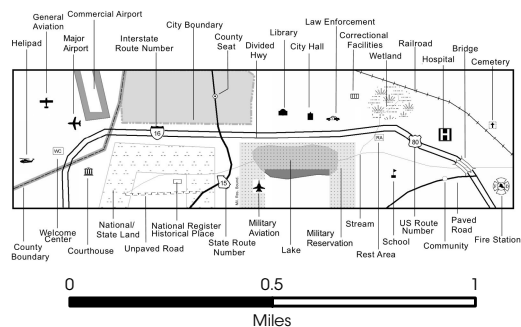 General
Aviation
Commercial Airport
Helipad
Major
Airport
Interstate
Route Number
City Boundary
County
Seat
Divided
Hwy
Library
City Hall
Law Enforcement
Correctional
Facilities
Wetland
Railroad
Hospital
Bridge
Cemetery
WC
16
15
RA
80
H
County
Boundary
Welcome
Center
Courthouse
National/
State Land
Unpaved Road
National Register
Historical Place
State Route
Number
Military
Aviation
Lake
Military
Reservation
Stream
Rest Area
School
US Route
Number
Community
Paved
Road
Fire Station
0
0.5
1
Miles